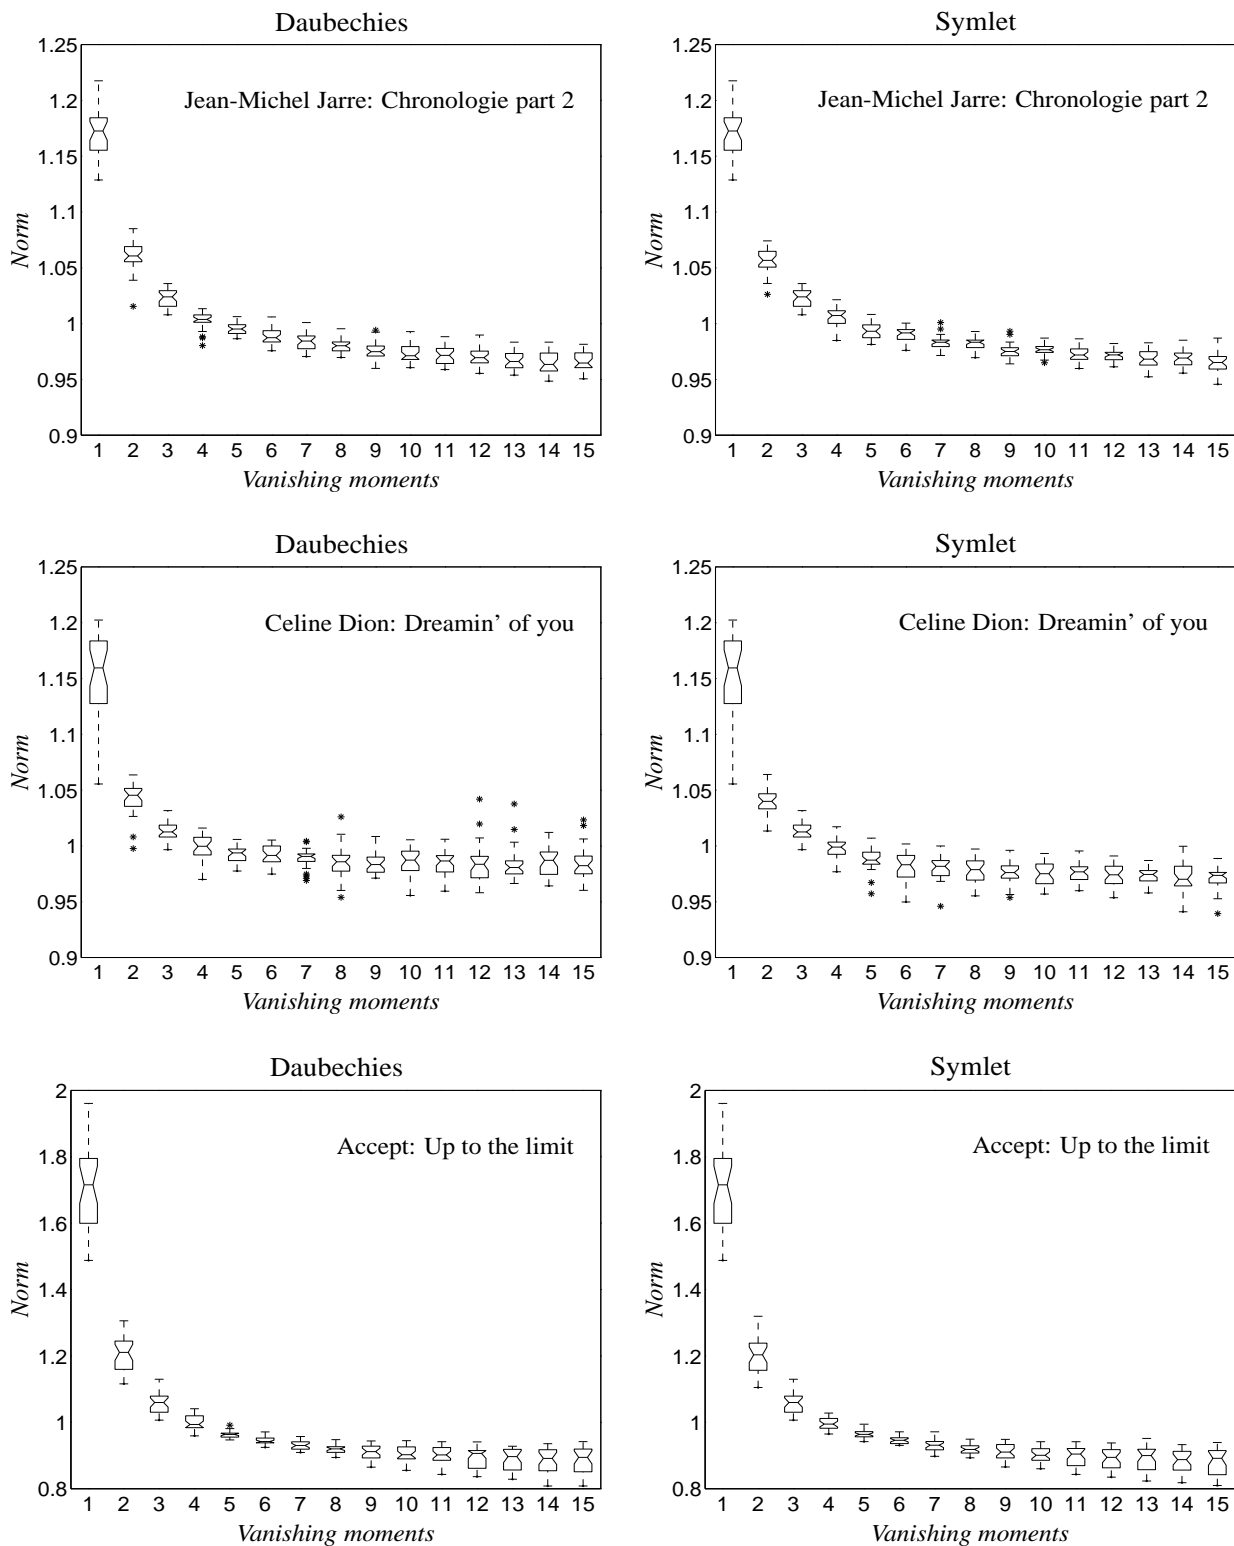 Daubechies
1.25
1.2
1.15
1.1
1.05
1
0.95
0.9
Norm
Jean-Michel Jarre: Chronologie part 2
1 2 3 4 5 6 7 8 9 10 11 12 13 14 15
Vanishing moments
Symlet
1.25
1.2
1.15
1.1
1.05
1
0.95
0.9
Norm
Jean-Michel Jarre: Chronologie part 2
1 2 3 4 5 6 7 8 9 10 11 12 13 14 15
Vanishing moments
Daubechies
1.25
1.2
1.15
1.1
1.05
1
0.95
0.9
Norm
Celine Dion: Dreamin' of you
1 2 3 4 5 6 7 8 9 10 11 12 13 14 15
Vanishing moments
Symlet
1.25
1.2
1.15
1.1
1.05
1
0.95
0.9
Norm
Celine Dion: Dreamin' of you
1 2 3 4 5 6 7 8 9 10 11 12 13 14 15
Vanishing moments
Daubechies
2
1.8
1.6
1.4
1.2
1
0.8
Norm
Accept: Up to the limit
1 2 3 4 5 6 7 8 9 10 11 12 13 14 15
Vanishing moments
Symlet
2
1.8
1.6
1.4
1.2
1
0.8
Norm
Accept: Up to the limit
1 2 3 4 5 6 7 8 9 10 11 12 13 14 15
Vanishing moments